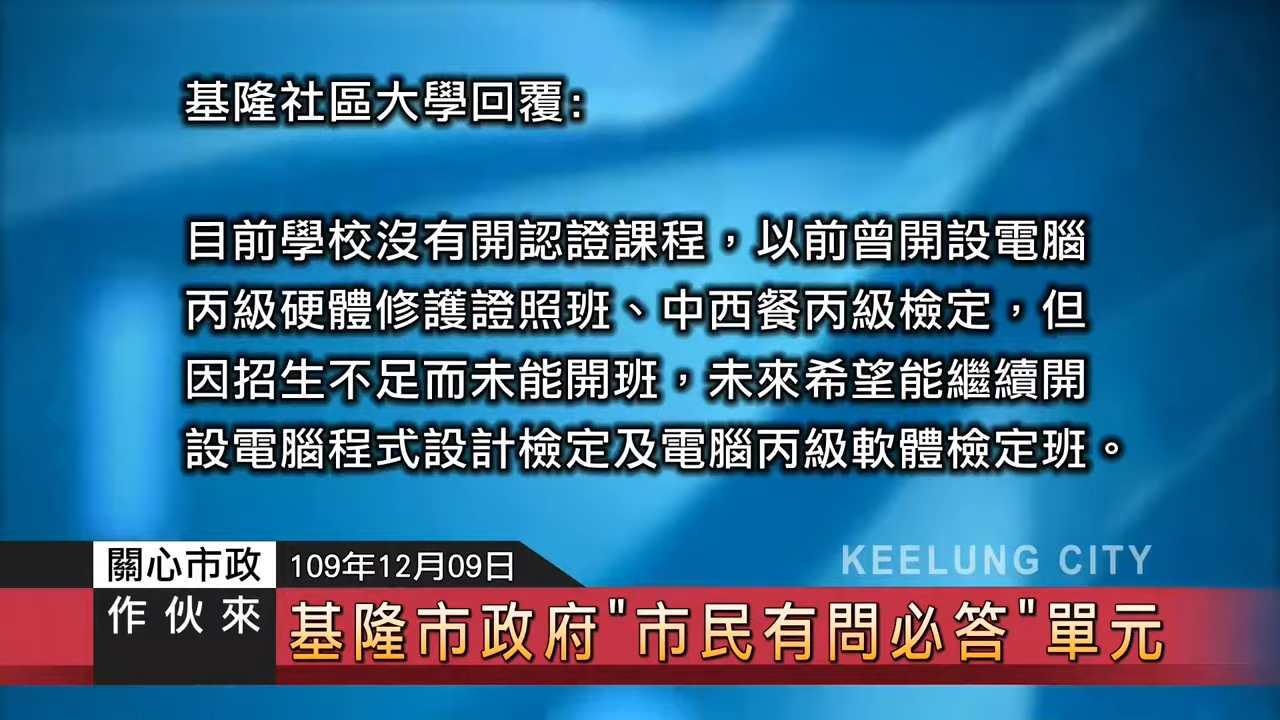 基隆社區大學回覆:
目前學校沒有開認證課程，以前曾開設電腦
丙級硬體修護證照班、中西餐丙級檢定，但
因招生不足而未能開班，未來希望能繼續開
設電腦程式設計檢定及電腦丙級軟體檢定班。
關心市政
作伙來
109年12月09日
KEELUNG CITY
基隆市政府"市民有問必答"單元